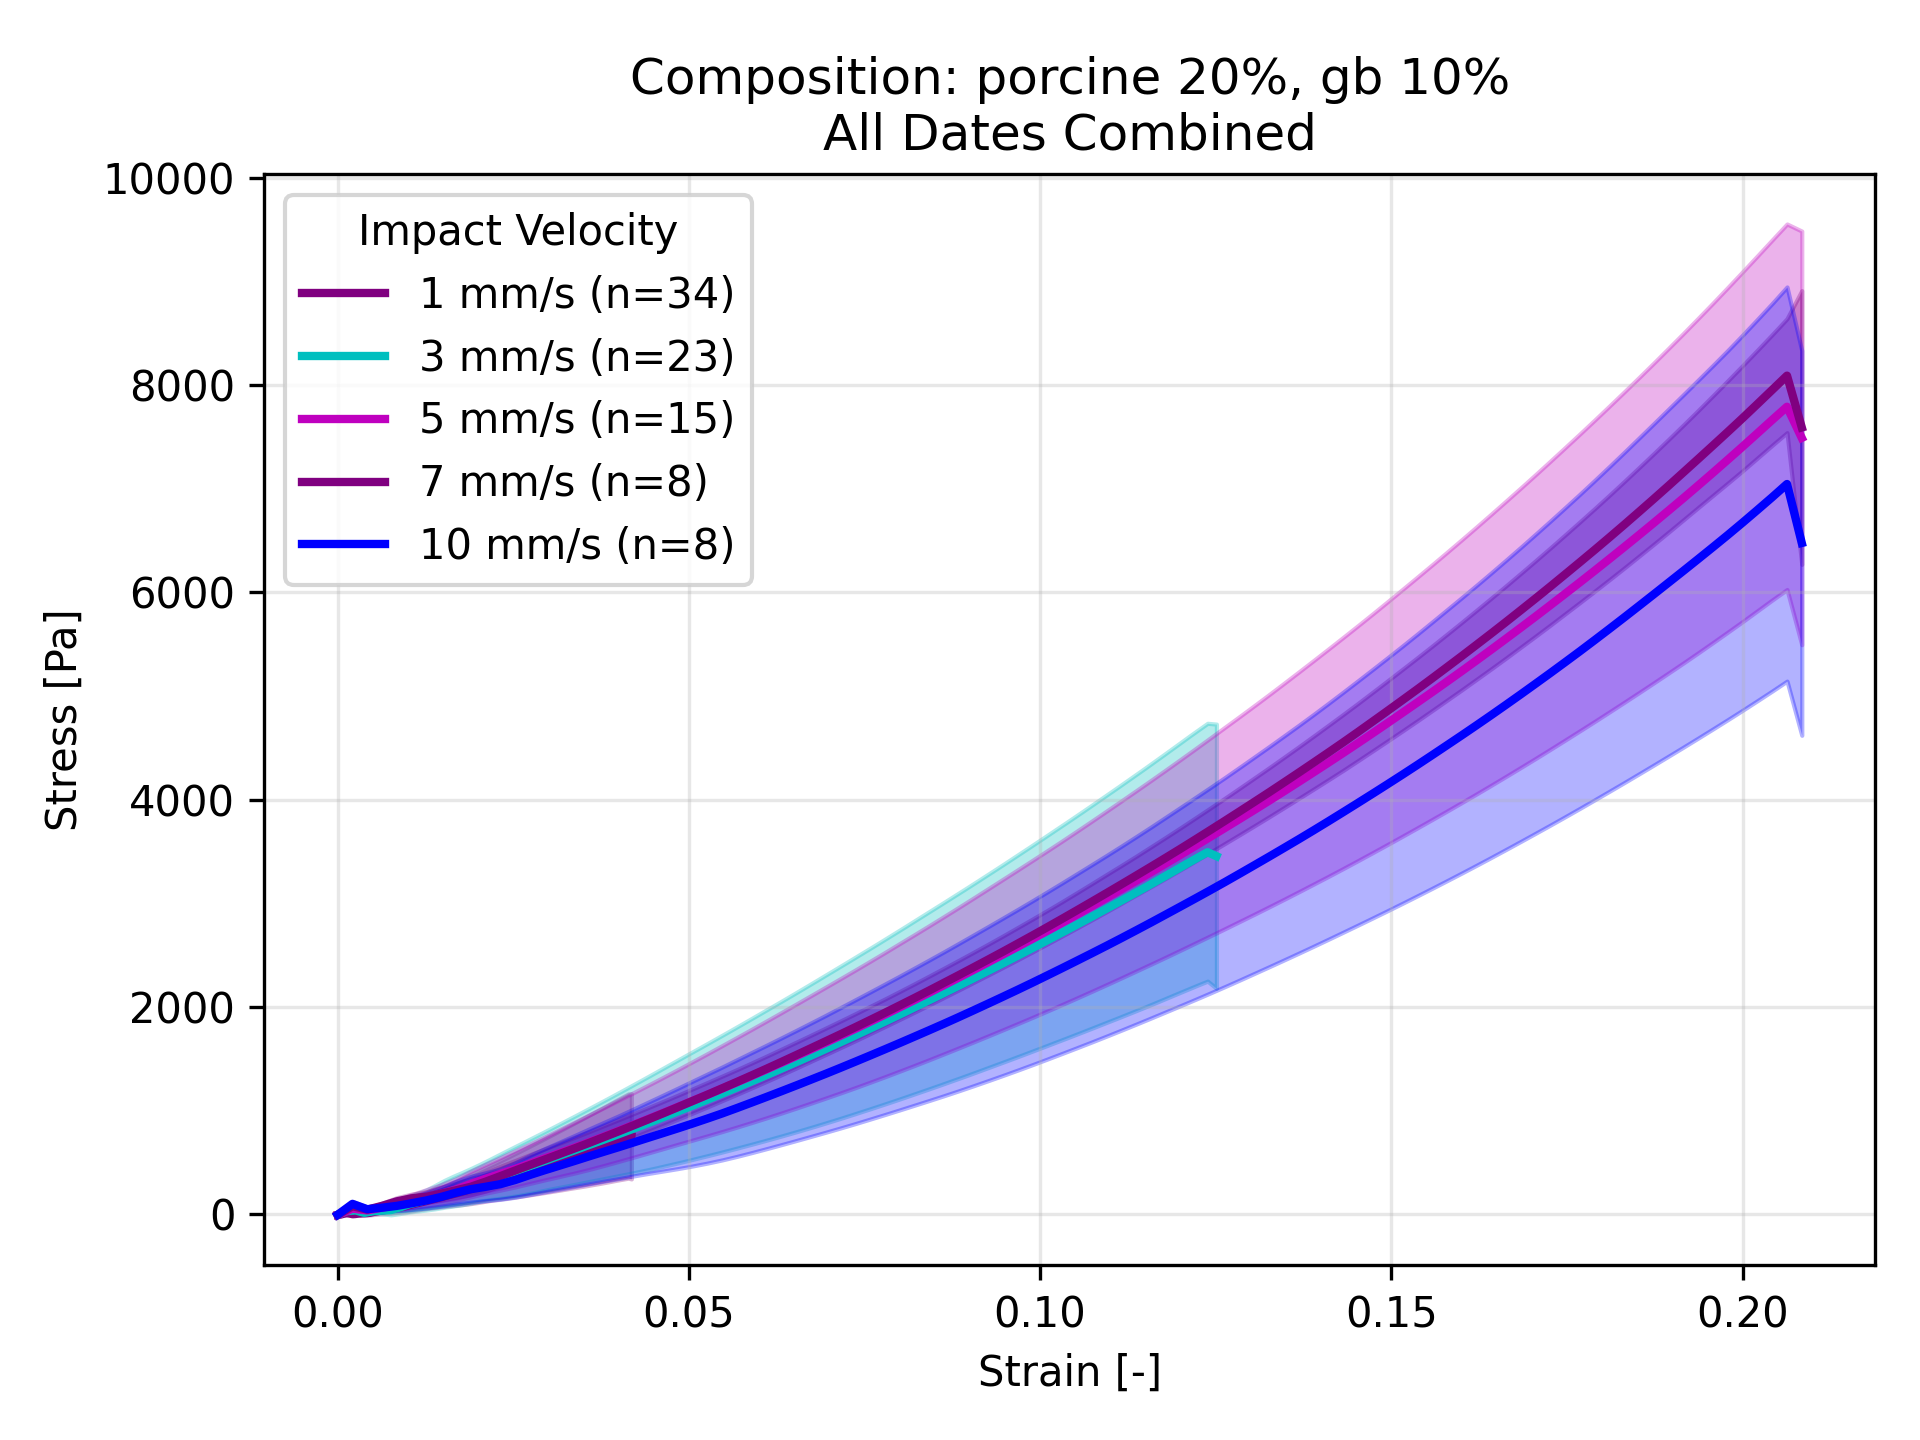 Composition: porcine 20%, gb 10%
All Dates Combined
Impact Velocity
1 mm/s (n=34)
3 mm/s (n=23)
5 mm/s (n=15)
7 mm/s (n=8)
10 mm/s (n=8)
Stress [Pa]
10000
8000
6000
4000
2000
0
0.00 0.05 0.10 0.15 0.20
Strain [-]